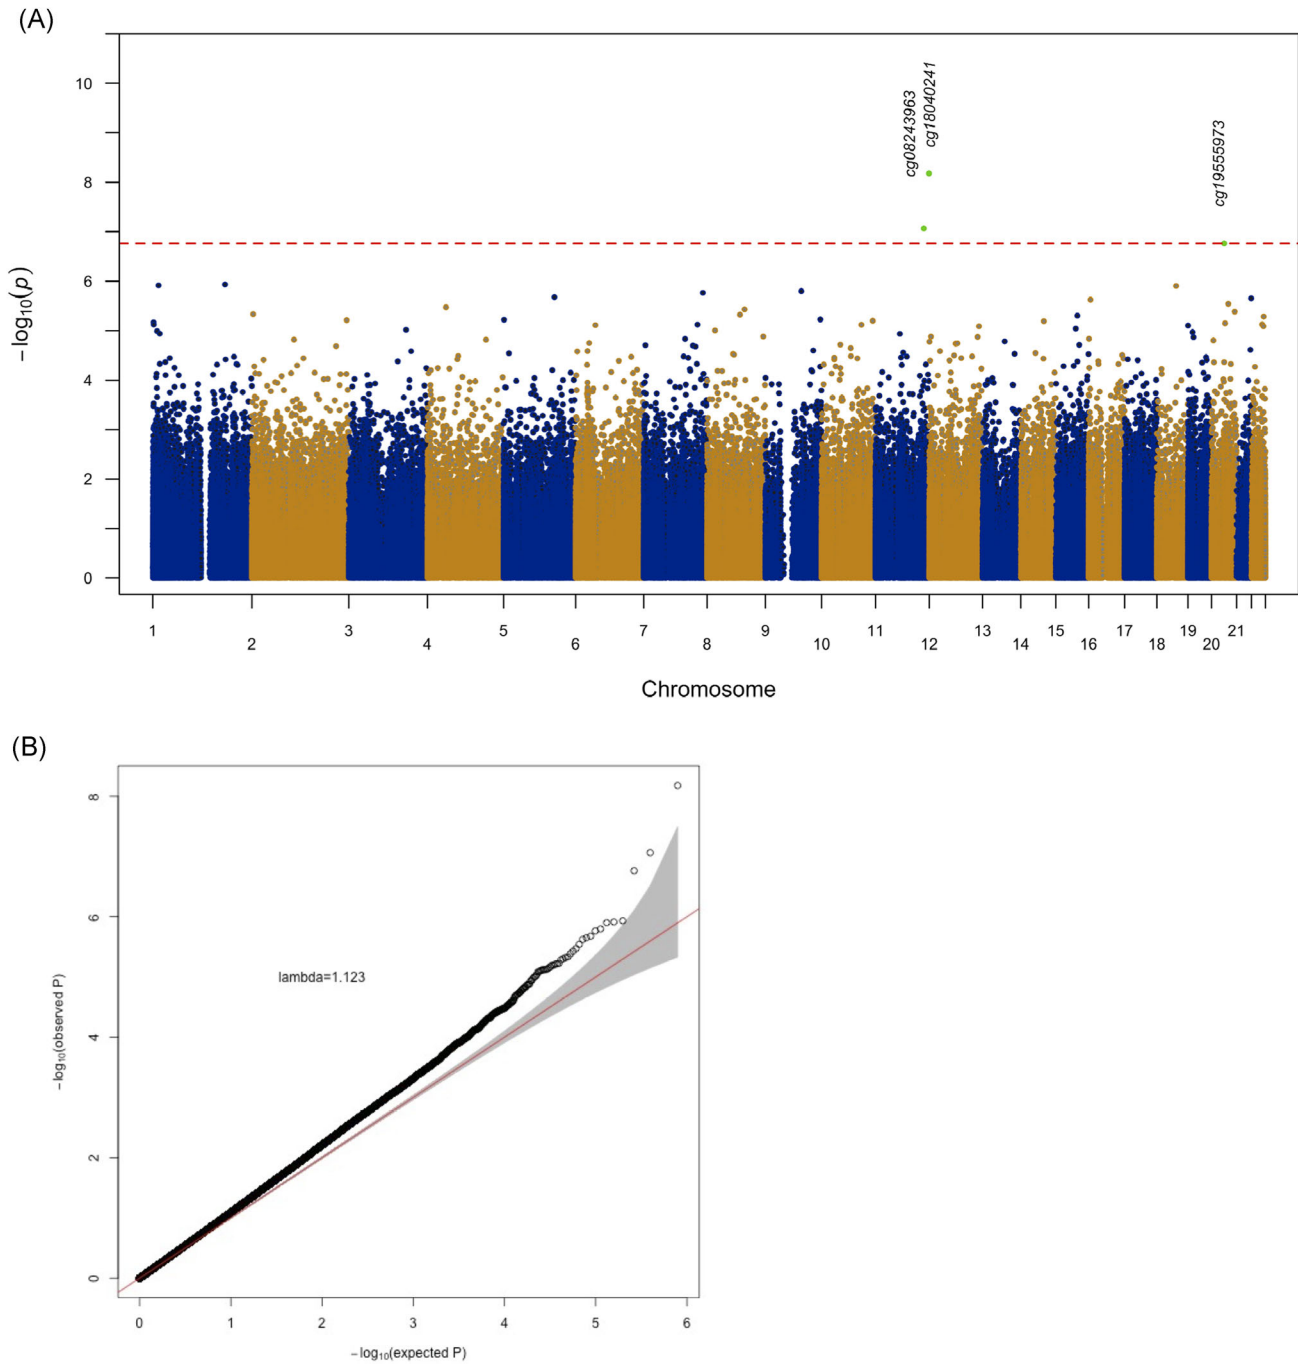 (A)
cg08243963
cg18040241
cg19555973
10
8
6
4
2
0
− log10(p)
1 2 3 4 5 6 7 8 9 10 11 12 13 14 15 16 17 18 19 20 21
Chromosome
(B)
8
6
4
2
0
− log10(observed P)
lambda=1.123
0 1 2 3 4 5 6
− log10(expected P)